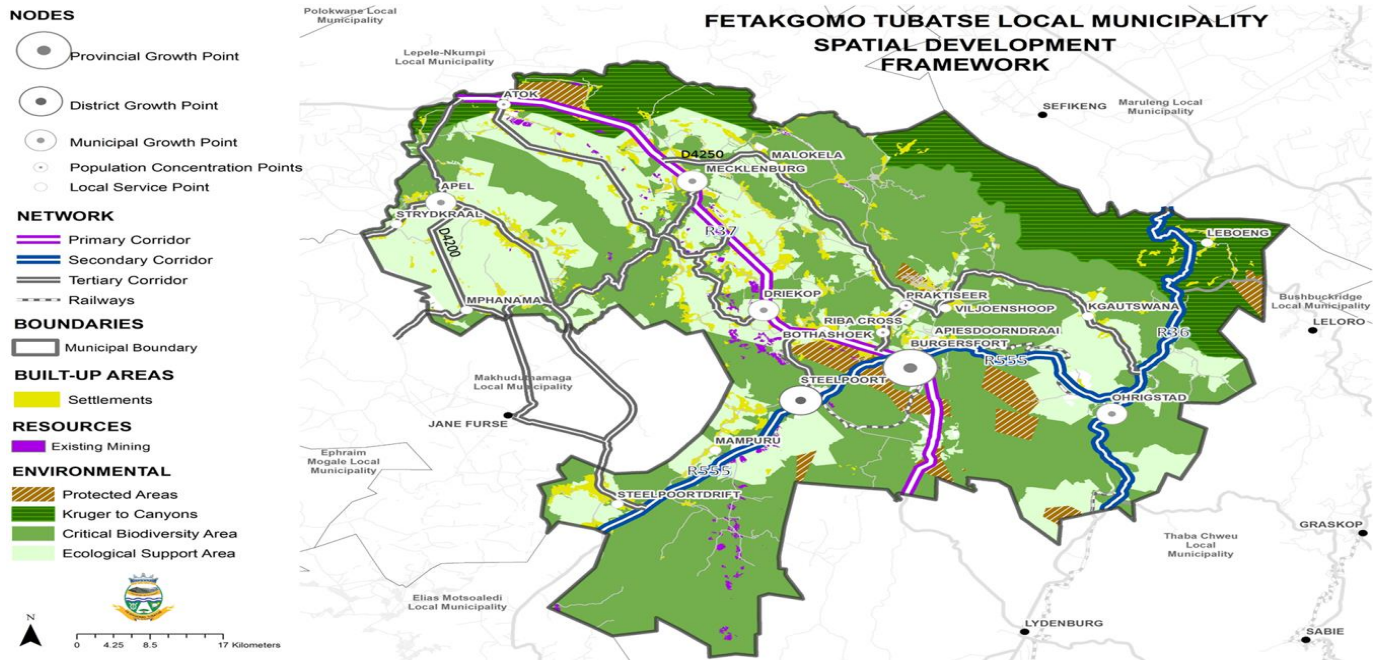 NODES
Provincial Growth Point
District Growth Point
Municipal Growth Point
Population Concentration Points
Local Service Point
NETWORK
Primary Corridor
Secondary Corridor
Tertiary Corridor
Railways
BOUNDARIES
Municipal Boundary
BUILT-UP AREAS
Settlements
RESOURCES
Existing Mining
ENVIRONMENTAL
Protected Areas
Kruger to Canyons
Critical Biodiversity Area
Ecological Support Area
N
0 4.25 8.5 17 Kilometers
FETAKGOMO TUBATSE LOCAL MUNICIPALITY
SPATIAL DEVELOPMENT
FRAMEWORK
Polokwane Local
Municipality
Lepele-Nkumpi
Local Municipality
Maruleng Local
Municipality
SEFIKENG
ATOK
D4250
MALOKELA
MECKLENBURG
APEL
STRYDKRAAL
D4200
R37
LEBOENG
MPHANAMA
DRIEKOP
PRAKTISEER
VILJOENSHOOP
KGAUTSWANA
Bushbuckridge
Local Municipality
LELORO
RIBA CROSS
BOTHASHOEK
APIESDOORNDRAAI
BURGERSFORT
R36
R555
Makhudutamaga
Local Municipality
STEELPOORT
OHRIGSTAD
JANE FURSE
MAMPURU
Ephraim
Mogale Local
Municipality
R555
STEELPOORTDRIFT
GRASKOP
Thaba Chweu
Local
Municipality
Elias Motsoaledi
Local Municipality
LYDENBURG
SABIE